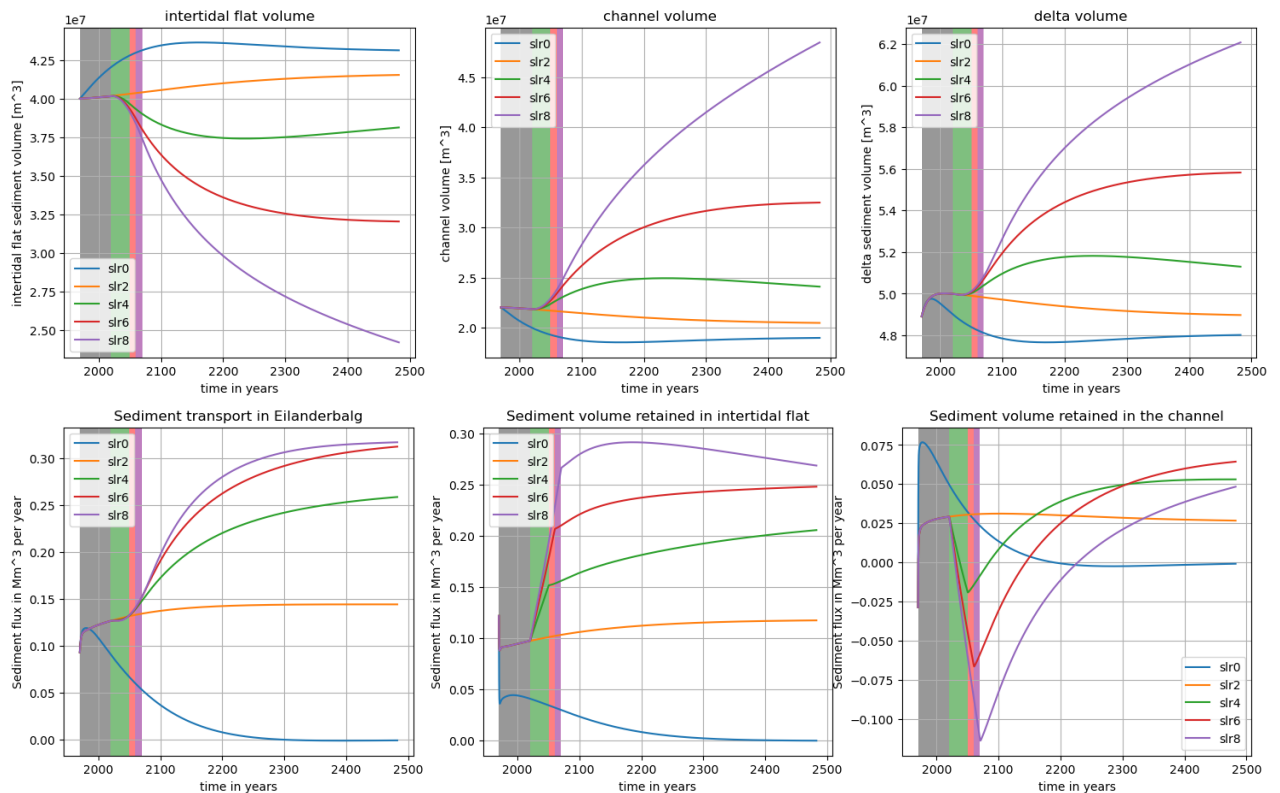 intertidal flat volume
1e7
intertidal flat sediment volume [m^3]
4.25
4.00
3.75
3.50
3.25
3.00
2.75
2.50
slr0
slr2
slr4
slr6
slr8
2000
2100
2200
2300
2400
2500
time in years
channel volume
1e7
channel volume [m^3]
4.5
4.0
3.5
3.0
2.5
2.0
slr0
slr2
slr4
slr6
slr8
2000
2100
2200
2300
2400
2500
time in years
delta volume
1e7
delta sediment volume [m^3]
6.2
6.0
5.8
5.6
5.4
5.2
5.0
4.8
slr0
slr2
slr4
slr6
slr8
2000
2100
2200
2300
2400
2500
time in years
Sediment transport in Eilanderbalg
Sediment flux in Mm^3 per year
0.30
0.25
0.20
0.15
0.10
0.05
0.00
slr0
slr2
slr4
slr6
slr8
2000
2100
2200
2300
2400
2500
time in years
Sediment volume retained in intertidal flat
Sediment flux in Mm^3 per year
0.30
0.25
0.20
0.15
0.10
0.05
0.00
slr0
slr2
slr4
slr6
slr8
2000
2100
2200
2300
2400
2500
time in years
Sediment volume retained in the channel
Sediment flux in Mm^3 per year
0.075
0.050
0.025
0.000
−0.025
−0.050
−0.075
−0.100
slr0
slr2
slr4
slr6
slr8
2000
2100
2200
2300
2400
2500
time in years